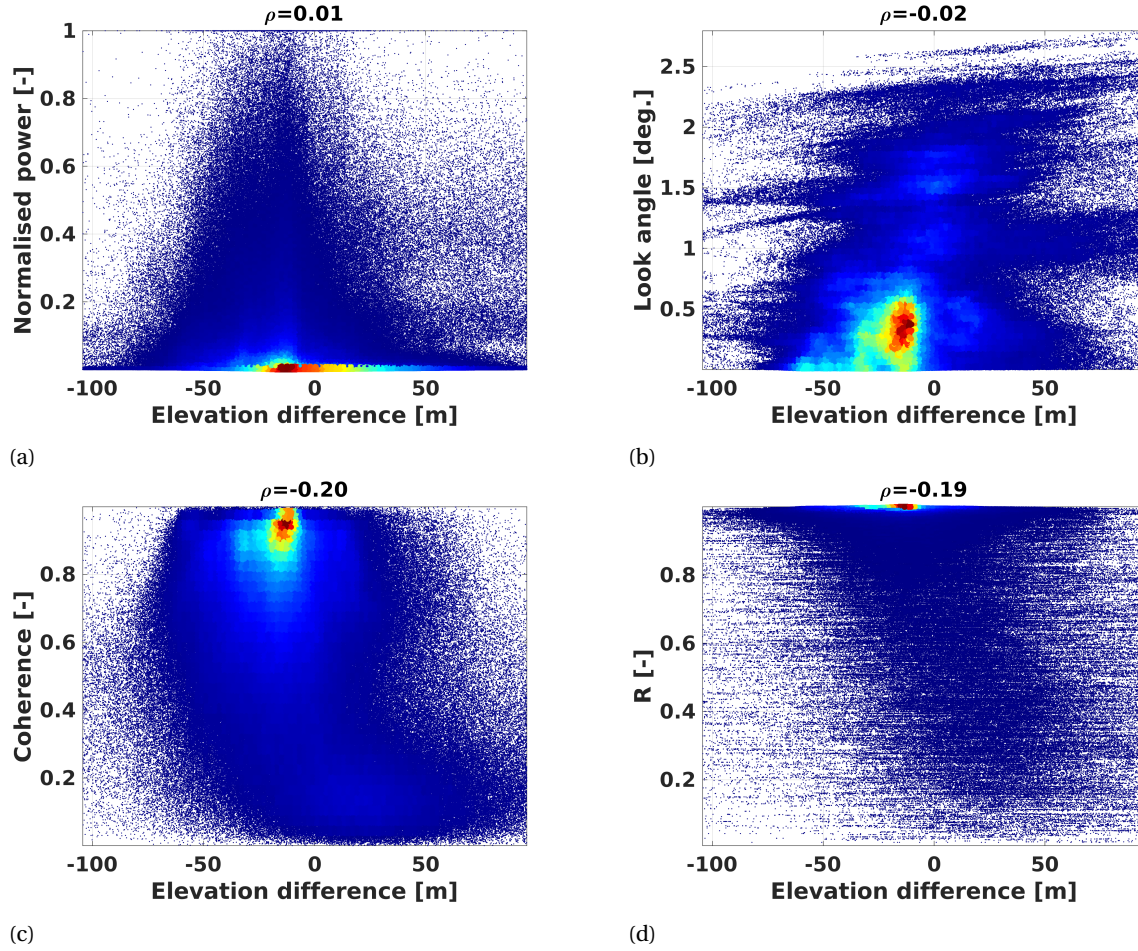 ρ=0.01
Normalised power [-]
1
0.8
0.6
0.4
0.2
-100 -50 0 50
Elevation difference [m]
(a)
ρ=-0.02
Look angle [deg.]
2.5
2
1.5
1
0.5
-100 -50 0 50
Elevation difference [m]
(b)
ρ=-0.20
Coherence [-]
0.8
0.6
0.4
0.2
-100 -50 0 50
Elevation difference [m]
(c)
ρ=-0.19
R [-]
0.8
0.6
0.4
0.2
-100 -50 0 50
Elevation difference [m]
(d)